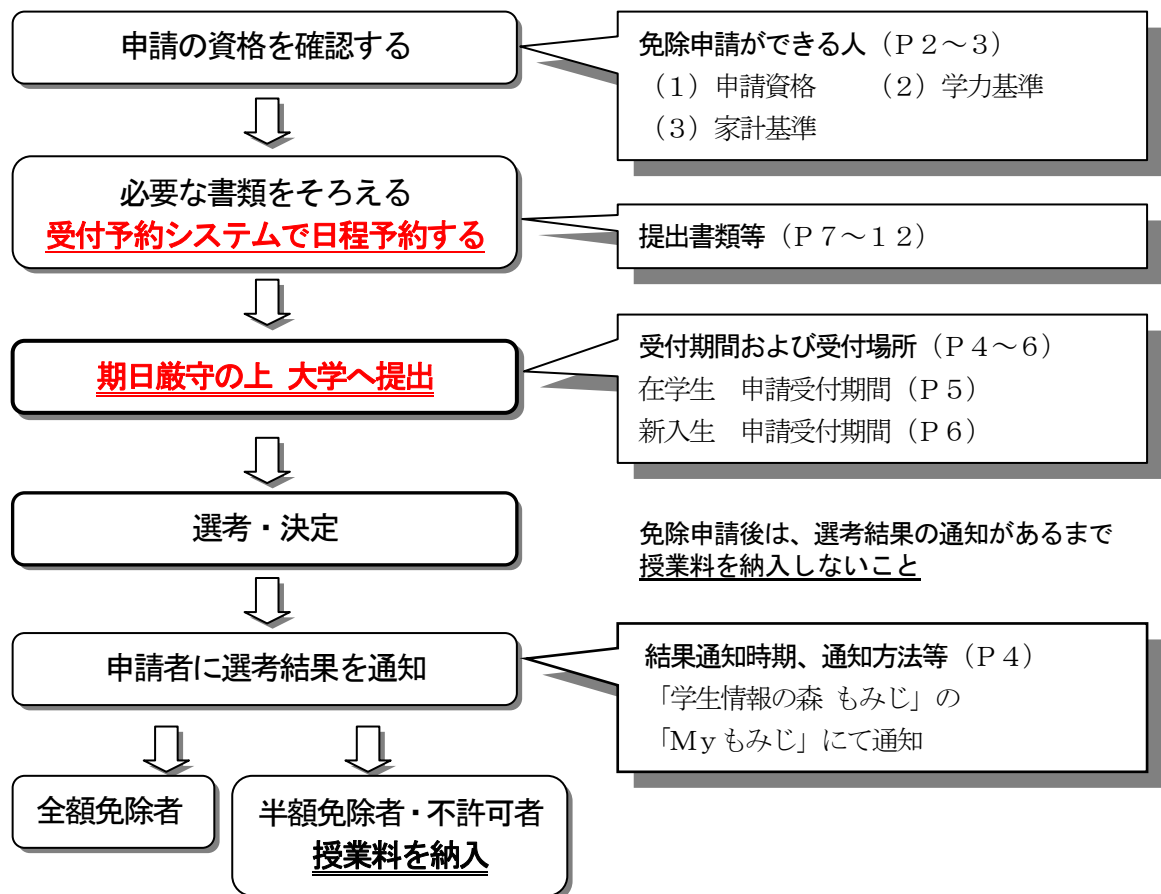 申請の資格を確認する
免除申請ができる人（Ｐ２～３）
（１）申請資格　　（２）学力基準
（３）家計基準
必要な書類をそろえる
受付予約システムで日程予約する
提出書類等（Ｐ７～１２）
期日厳守の上 大学へ提出
受付期間および受付場所（Ｐ４～６）
在学生　申請受付期間（Ｐ５）
新入生　申請受付期間（Ｐ６）
選考・決定
免除申請後は、選考結果の通知があるまで
授業料を納入しないこと
申請者に選考結果を通知
結果通知時期、通知方法等（Ｐ４）
「学生情報の森 もみじ」の
「Ｍｙもみじ」にて通知
全額免除者
半額免除者・不許可者
授業料を納入